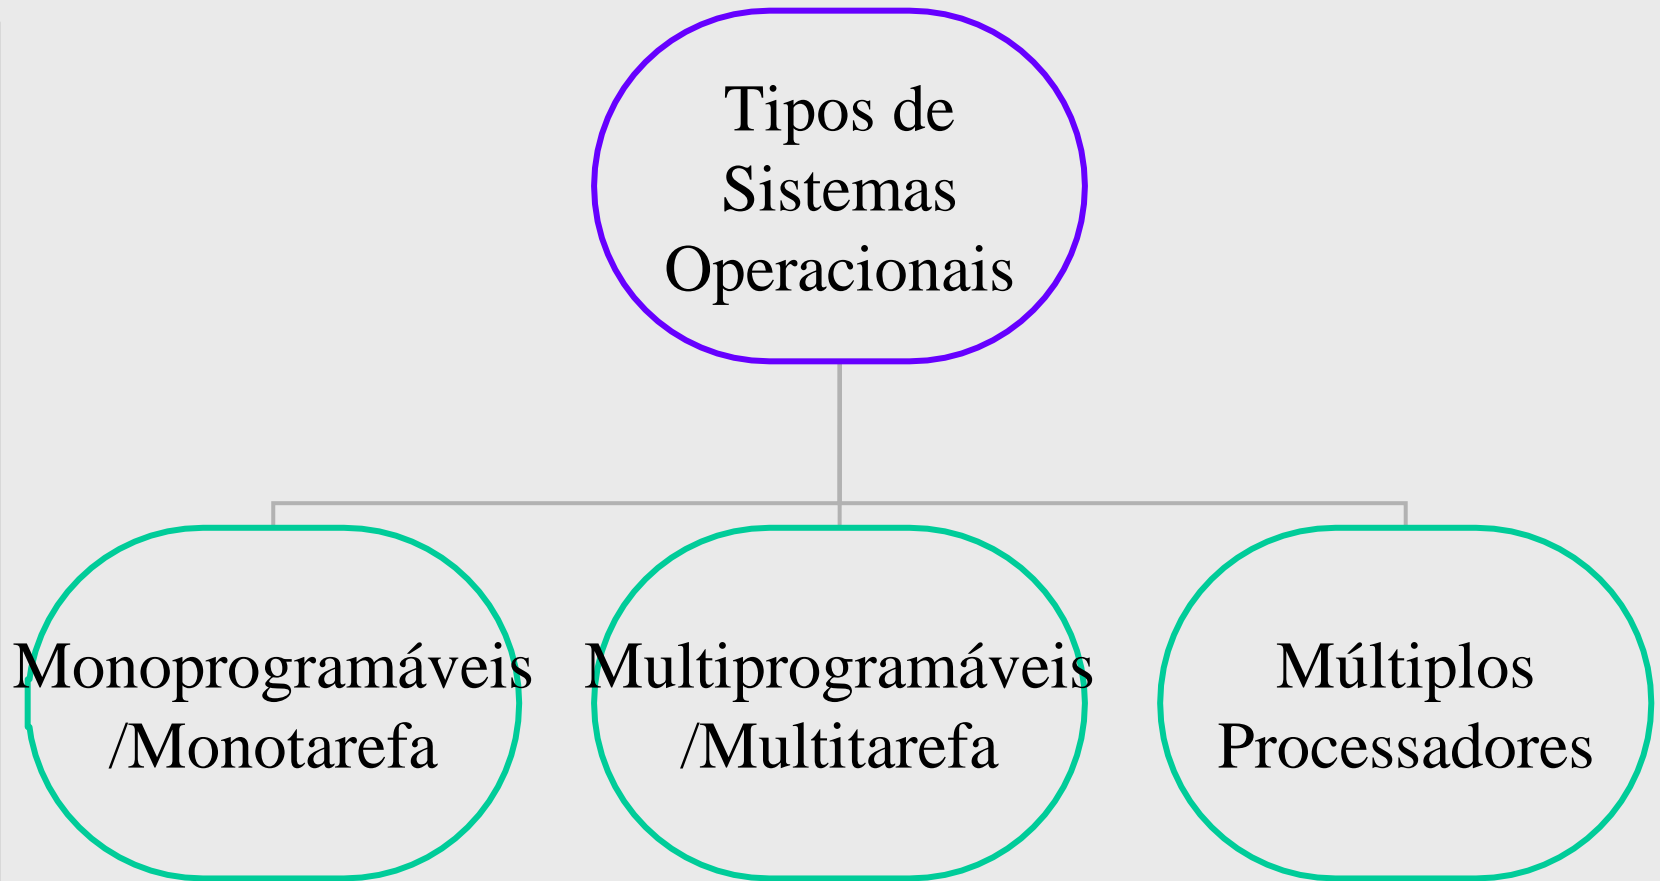 Tipos de
Sistemas
Operacionais
Monoprogramáveis
/Monotarefa
Multiprogramáveis
/Multitarefa
Múltiplos
Processadores